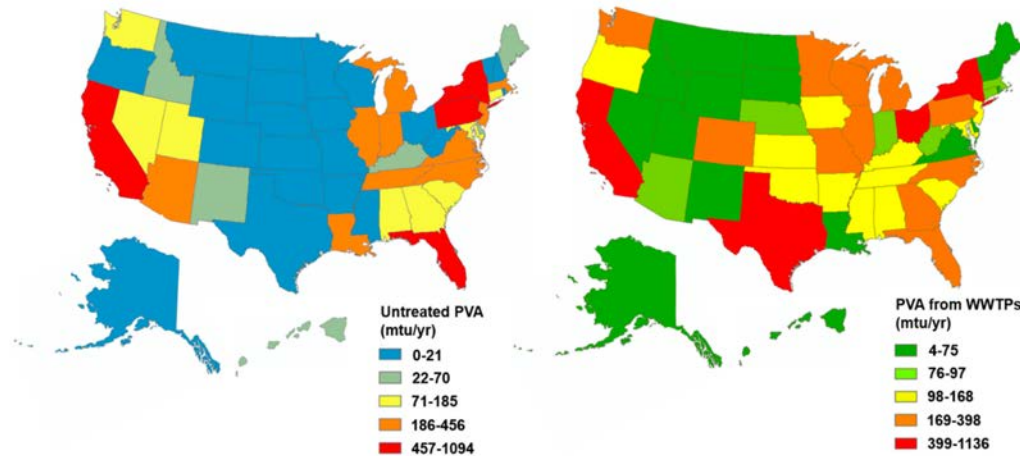 Untreated PVA
(mtu/yr)
0-21
22-70
71-185
186-456
457-1094
PVA from WWTPs
(mtu/yr)
4-75
76-97
98-168
169-398
399-1136